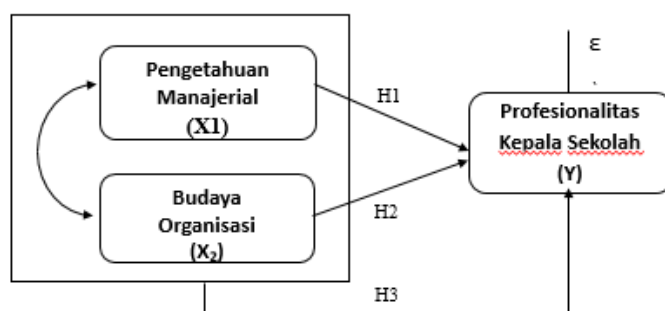 Pengetahuan
Manajerial
(X1)
H1
ε
Profesionalitas
Kepala Sekolah
(Y)
Budaya
Organisasi
(X₂)
H2
H3